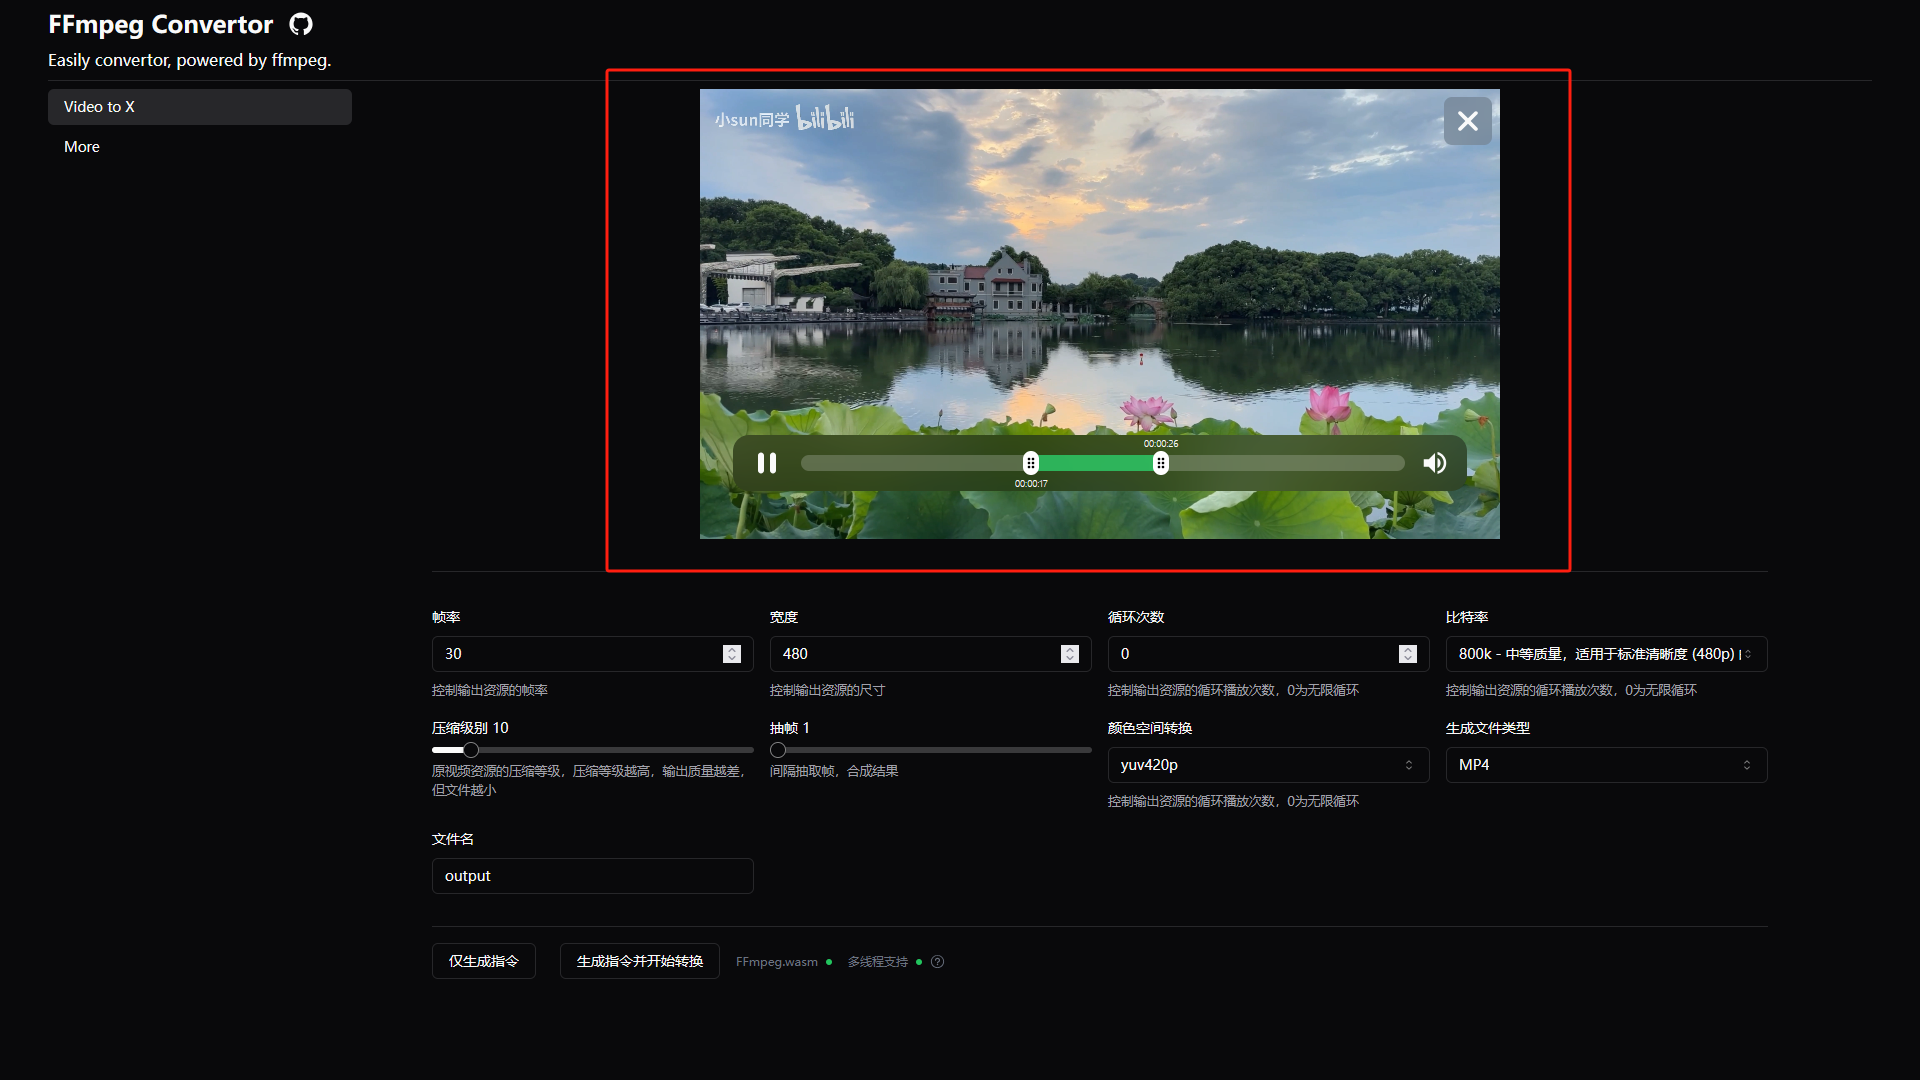 FFmpeg Convertor
Easily convertor, powered by ffmpeg.
Video to X
More
小sun同学 bilibili
00:00:26
00:00:17
帧率
宽度
循环次数
比特率
30
480
0
800k - 中等质量，适用于标准清晰度 (480p)
控制输出资源的帧率
控制输出资源的尺寸
控制输出资源的循环播放次数，0为无限循环
控制输出资源的循环播放次数，0为无限循环
压缩级别 10
抽帧 1
颜色空间转换
生成文件类型
yuv420p
MP4
原视频资源的压缩等级，压缩等级越高，输出质量越差，
但文件越小
间隔抽取帧，合成结果
控制输出资源的循环播放次数，0为无限循环
文件名
output
仅生成指令
生成指令并开始转换
FFmpeg.wasm
多线程支持